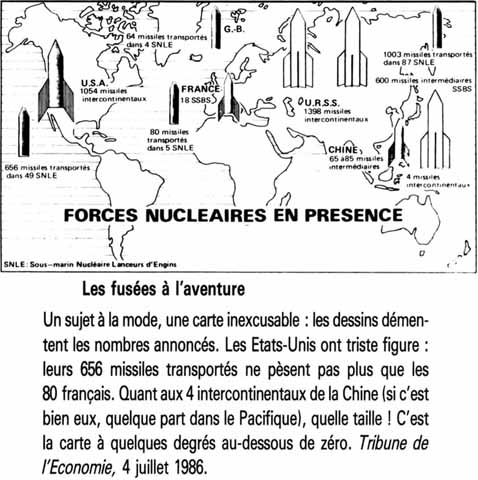 64 missiles transportés
dans 4 SNLE
G.-B.
1003 missiles transportés
dans 87 SNLE
600 missiles intermédiaires
SSBS
U.S.A.
1054 missiles
intercontinentaux
FRANCE
18 SSBS
U.R.S.S.
1398 missiles
intercontinentaux
80 missiles
transportés
dans 5 SNLE
CHINE
65 à 85 missiles
intermédiaires
656 missiles transportés
dans 49 SNLE
4 missiles
intercontinentaux
FORCES NUCLEAIRES EN PRESENCE
SNLE: Sous-marin Nucléaire Lanceurs d'Engins
Les fusées à l'aventure
Un sujet à la mode, une carte inexcusable : les dessins démen-
tent les nombres annoncés. Les Etats-Unis ont triste figure :
leurs 656 missiles transportés ne pèsent pas plus que les
80 français. Quant aux 4 intercontinentaux de la Chine (si c'est
bien eux, quelque part dans le Pacifique), quelle taille ! C'est
la carte à quelques degrés au-dessous de zéro. Tribune de
l'Economie, 4 juillet 1986.